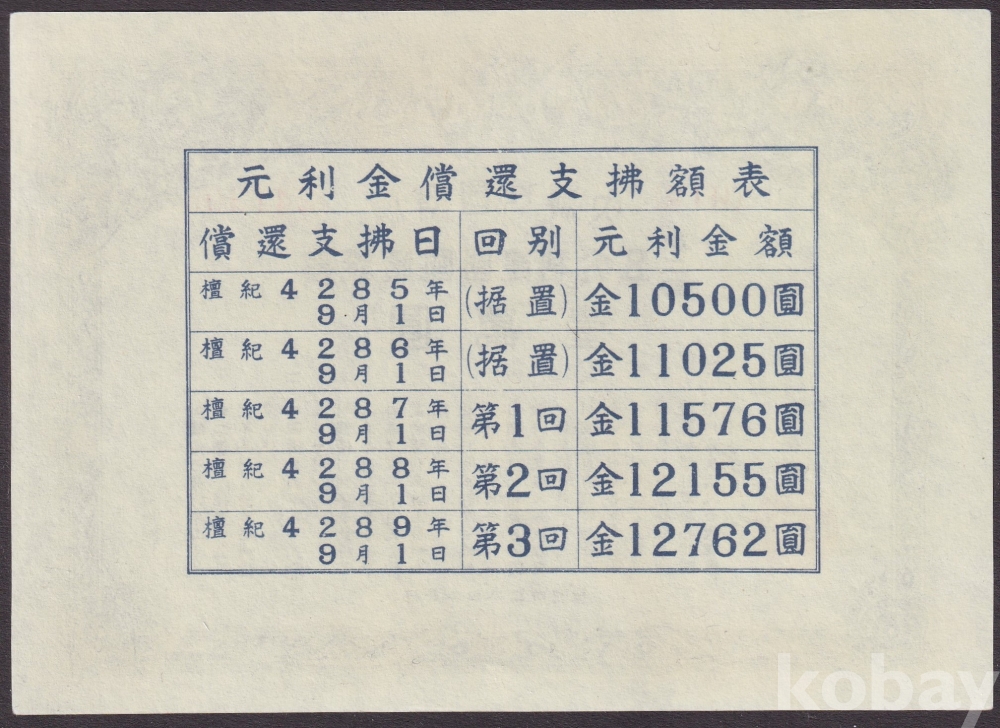 元利金償還支拂額表
償還支拂日 回別 元利金額
檀紀4285年9月1日 (据置) 金10500圓
檀紀4286年9月1日 (据置) 金11025圓
檀紀4287年9月1日 第1回 金11576圓
檀紀4288年9月1日 第2回 金12155圓
檀紀4289年9月1日 第3回 金12762圓
kobay